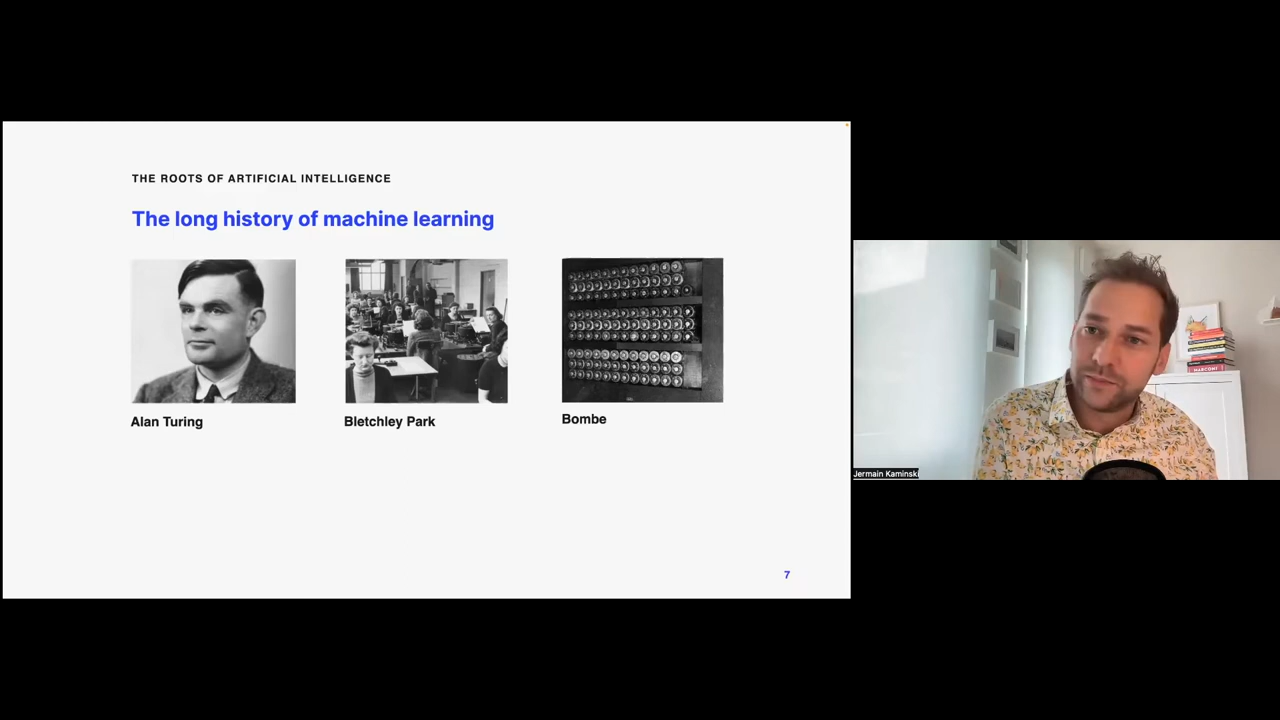 THE ROOTS OF ARTIFICIAL INTELLIGENCE
The long history of machine learning
Alan Turing
Bletchley Park
Bombe
7
Jermain Kaminski
MARCONI